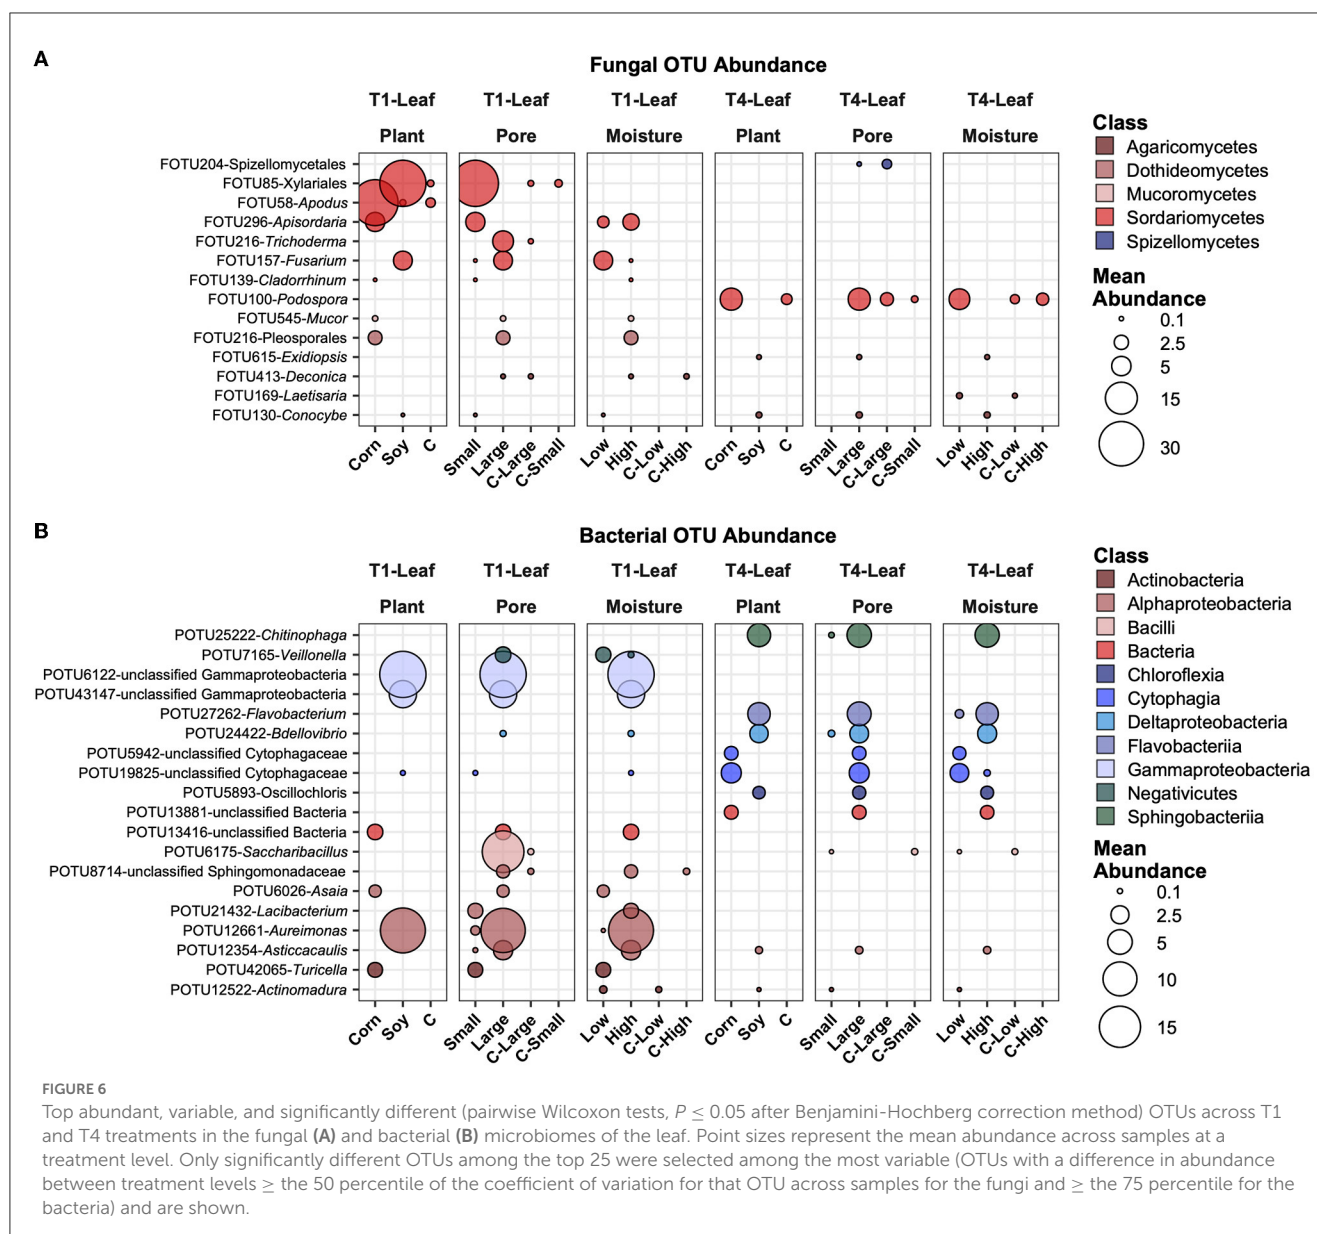 A
Fungal OTU Abundance
T1-Leaf T1-Leaf T1-Leaf T4-Leaf T4-Leaf T4-Leaf
Plant Pore Moisture Plant Pore Moisture
FOTU204-Spizellomycetales
FOTU85-Xylariales
FOTU58-Apodus
FOTU296-Apisordaria
FOTU216-Trichoderma
FOTU157-Fusarium
FOTU139-Cladorrhinum
FOTU100-Podospora
FOTU545-Mucor
FOTU216-Pleosporales
FOTU615-Exidiopsis
FOTU413-Deconica
FOTU169-Laetisaria
FOTU130-Conocybe
Corn Soy C Small Large C-Large C-Small Low High C-Low C-High Corn Soy C Small Large C-Large C-Small Low High C-Low C-High
Class
Agaricomycetes
Dothideomycetes
Mucoromycetes
Sordariomycetes
Spizellomycetes
Mean
Abundance
0.1
2.5
5
15
30
B
Bacterial OTU Abundance
T1-Leaf T1-Leaf T1-Leaf T4-Leaf T4-Leaf T4-Leaf
Plant Pore Moisture Plant Pore Moisture
POTU25222-Chitinophaga
POTU7165-Veillonella
POTU6122-unclassified Gammaproteobacteria
POTU43147-unclassified Gammaproteobacteria
POTU27262-Flavobacterium
POTU24422-Bdellovibrio
POTU5942-unclassified Cytophagaceae
POTU19825-unclassified Cytophagaceae
POTU5893-Oscillochloris
POTU13881-unclassified Bacteria
POTU13416-unclassified Bacteria
POTU6175-Saccharibacillus
POTU8714-unclassified Sphingomonadaceae
POTU6026-Asaia
POTU21432-Lacibacterium
POTU12661-Aureimonas
POTU12354-Asticcacaulis
POTU42065-Turicella
POTU12522-Actinomadura
Corn Soy C Small Large C-Large C-Small Low High C-Low C-High Corn Soy C Small Large C-Large C-Small Low High C-Low C-High
Class
Actinobacteria
Alphaproteobacteria
Bacilli
Bacteria
Chloroflexia
Cytophagia
Deltaproteobacteria
Flavobacteriia
Gammaproteobacteria
Negativicutes
Sphingobacteriia
Mean
Abundance
0.1
2.5
5
10
15
FIGURE 6
Top abundant, variable, and significantly different (pairwise Wilcoxon tests, P ≤ 0.05 after Benjamini-Hochberg correction method) OTUs across T1
and T4 treatments in the fungal (A) and bacterial (B) microbiomes of the leaf. Point sizes represent the mean abundance across samples at a
treatment level. Only significantly different OTUs among the top 25 were selected among the most variable (OTUs with a difference in abundance
between treatment levels ≥ the 50 percentile of the coefficient of variation for that OTU across samples for the fungi and ≥ the 75 percentile for the
bacteria) and are shown.